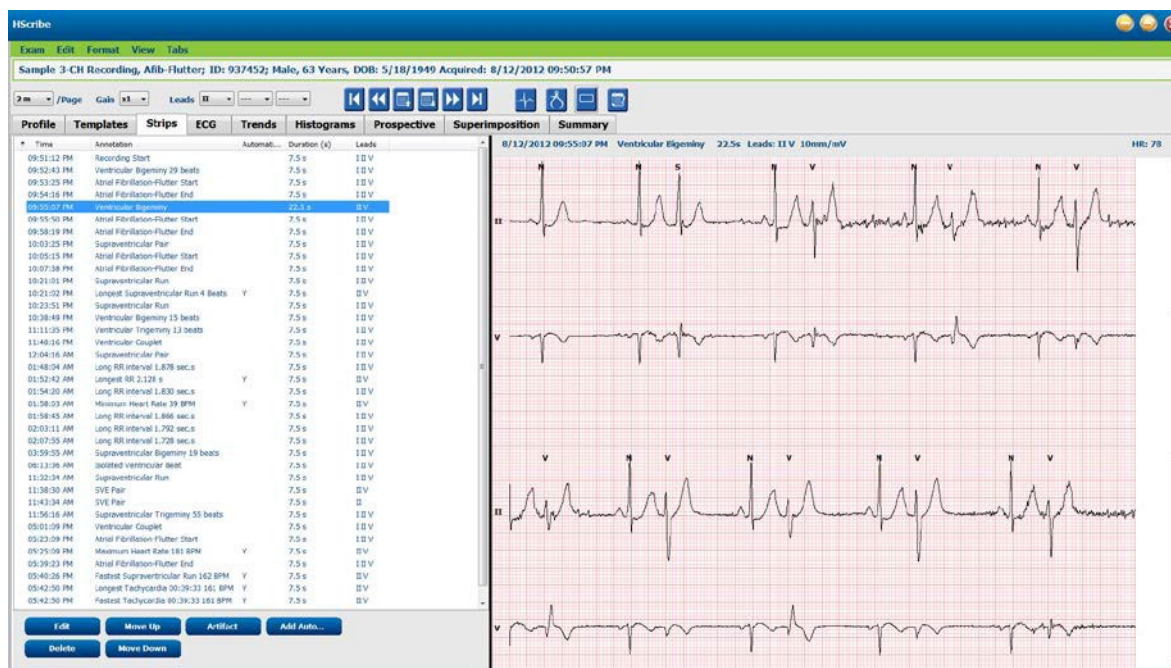 HScribe
Exam Edit Format View Tabs
Sample 3-CH Recording, Afib-Flutter; ID: 937452; Male, 63 Years, DOB: 5/18/1949 Acquired: 8/12/2012 09:50:57 PM
2 m /Page Gain x1 Leads II --- ---
Profile Templates Strips ECG Trends Histograms Prospective Superimposition Summary
* Time Annotation Automati... Duration (s) Leads
09:51:12 PM Recording Start 7.5 s I II V
09:52:43 PM Ventricular Bigeminy 29 beats 7.5 s I II V
09:53:25 PM Atrial Fibrillation-Flutter Start 7.5 s I II V
09:54:16 PM Atrial Fibrillation-Flutter End 7.5 s I II V
09:55:07 PM Ventricular Bigeminy 22.5 s II V
09:55:50 PM Atrial Fibrillation-Flutter Start 7.5 s I II V
09:58:19 PM Atrial Fibrillation-Flutter End 7.5 s I II V
10:03:25 PM Supraventricular Pair 7.5 s I II V
10:05:15 PM Atrial Fibrillation-Flutter Start 7.5 s I II V
10:07:38 PM Atrial Fibrillation-Flutter End 7.5 s I II V
10:21:01 PM Supraventricular Run 7.5 s I II V
10:21:02 PM Longest Supraventricular Run 4 Beats Y 7.5 s II V
10:23:51 PM Supraventricular Run 7.5 s I II V
10:38:49 PM Ventricular Bigeminy 15 beats 7.5 s I II V
11:11:35 PM Ventricular Trigeminy 13 beats 7.5 s I II V
11:48:16 PM Ventricular Couplet 7.5 s I II V
12:04:16 AM Supraventricular Pair 7.5 s I II V
01:48:04 AM Long RR interval 1.878 sec.s 7.5 s I II V
01:52:42 AM Longest RR 2.128 s Y 7.5 s II V
01:54:20 AM Long RR interval 1.830 sec.s 7.5 s I II V
01:58:03 AM Minimum Heart Rate 39 BPM Y 7.5 s II V
01:58:45 AM Long RR interval 1.866 sec.s 7.5 s I II V
02:03:11 AM Long RR interval 1.792 sec.s 7.5 s I II V
02:07:55 AM Long RR interval 1.728 sec.s 7.5 s I II V
03:59:55 AM Supraventricular Bigeminy 19 beats 7.5 s I II V
06:13:36 AM Isolated Ventricular Beat 7.5 s I II V
11:32:34 AM Supraventricular Run 7.5 s I II V
11:38:30 AM SVE Pair 7.5 s II V
11:43:34 AM SVE Pair 7.5 s II
11:56:16 AM Supraventricular Trigeminy 55 beats 7.5 s I II V
05:01:09 PM Ventricular Couplet 7.5 s I II V
05:23:09 PM Atrial Fibrillation-Flutter Start 7.5 s I II V
05:25:09 PM Maximum Heart Rate 181 BPM Y 7.5 s II V
05:39:23 PM Atrial Fibrillation-Flutter End 7.5 s I II V
05:40:26 PM Fastest Supraventricular Run 162 BPM Y 7.5 s II V
05:42:50 PM Longest Tachycardia 00:39:33 161 BPM Y 7.5 s II V
05:42:50 PM Fastest Tachycardia 00:39:33 161 BPM Y 7.5 s II V
Edit Move Up Artifact Add Auto...
Delete Move Down
8/12/2012 09:55:07 PM Ventricular Bigeminy 22.5s Leads: II V 10mm/mV HR: 78
N N S N V N V N V
II
V
V N V N V N V N V
II
V